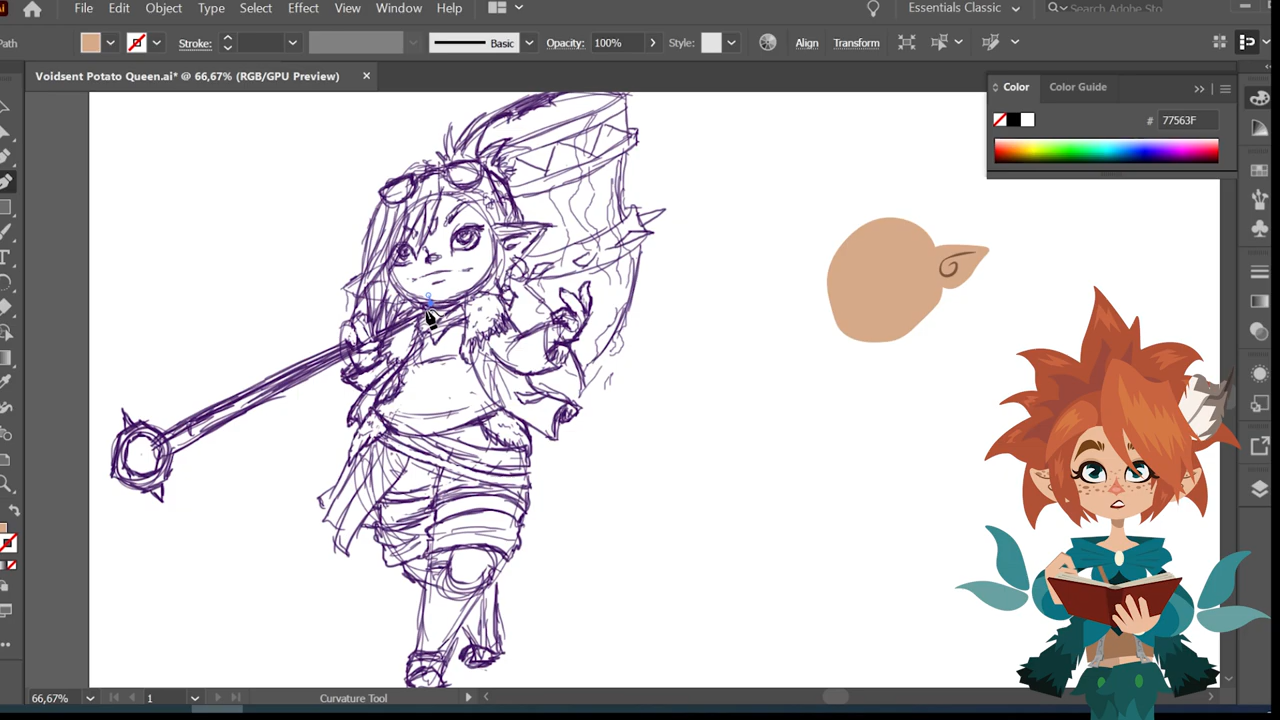 Ai File Edit Object Type Select Effect View Window Help Essentials Classic Search Adobe Sto
Path Stroke: Basic Opacity: 100% Style: Align Transform
Voidsent Potato Queen.ai* @ 66,67% (RGB/GPU Preview) ×
Color Color Guide
# 77563F
66,67% 1 Curvature Tool